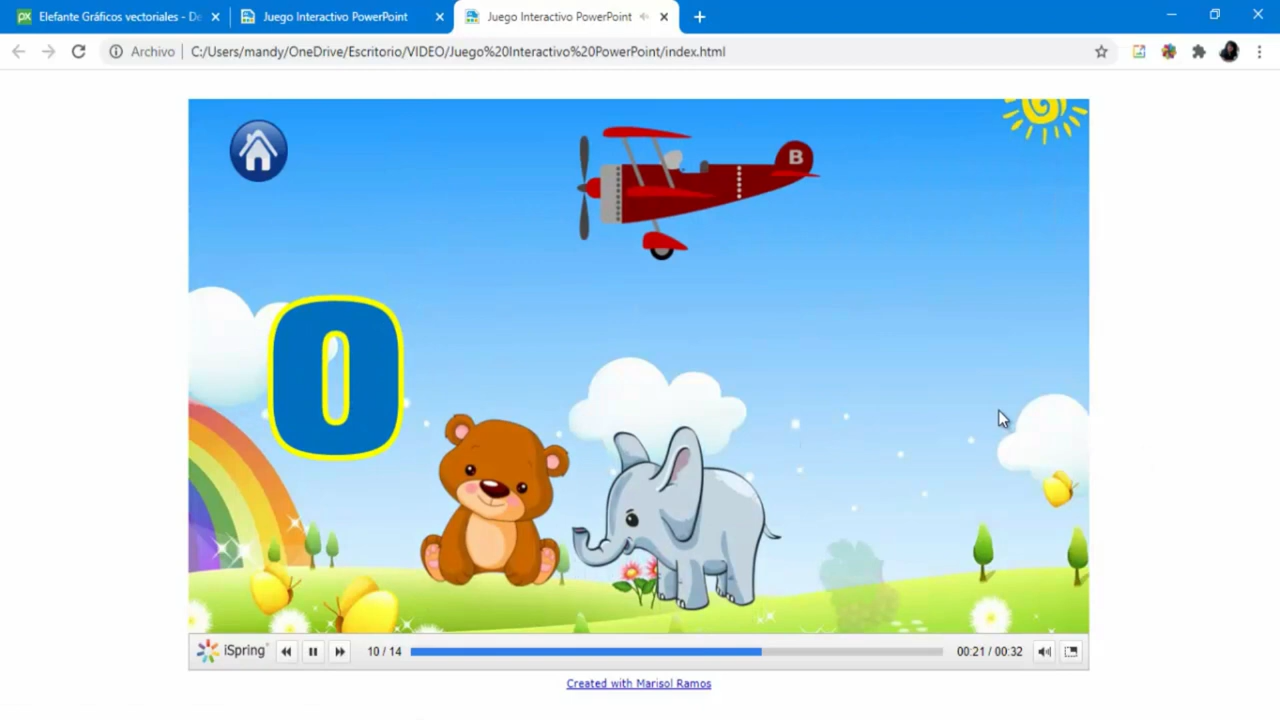 Elefante Gráficos vectoriales - De
Juego Interactivo PowerPoint
Juego Interactivo PowerPoint
Archivo
C:/Users/mandy/OneDrive/Escritorio/VIDEO/Juego%20Interactivo%20PowerPoint/index.html
B
O
iSpring
10 / 14
00:21 / 00:32
Created with Marisol Ramos